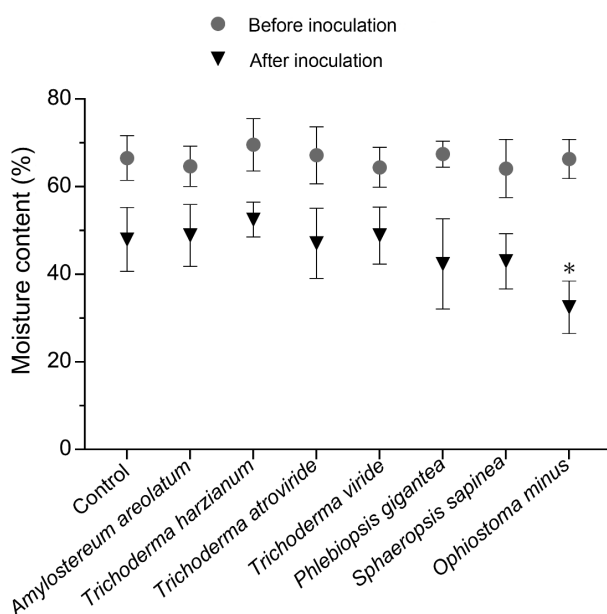 Before inoculation
After inoculation
Moisture content (%)
80
60
40
20
0
*
Control
Amylostereum areolatum
Trichoderma harzianum
Trichoderma atroviride
Trichoderma viride
Phlebiopsis gigantea
Sphaeropsis sapinea
Ophiostoma minus